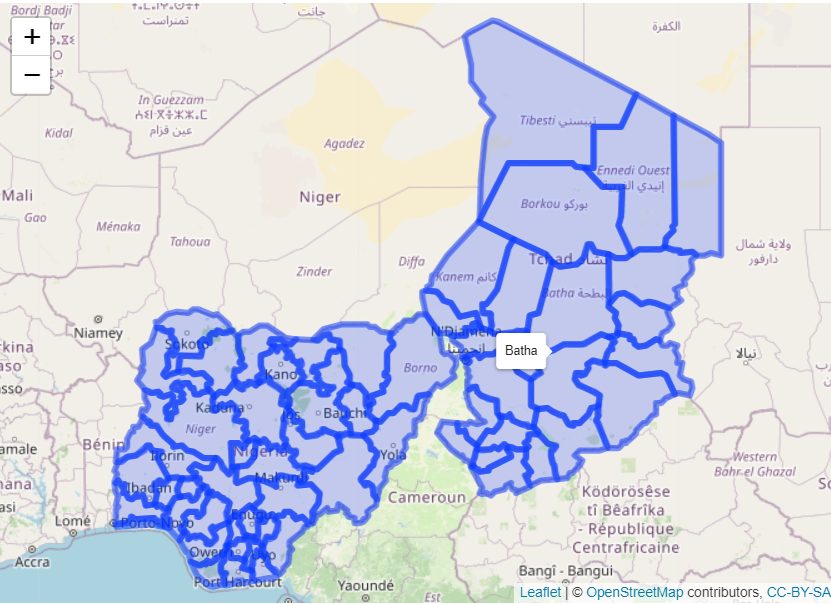 Bordj Badji
تمنراست
جانت
الكفرة
+
−
In Guezzam
عين قزام
Kidal
Agadez
Tibesti تيبستي
Ennedi Ouest
Mali
Niger
Borkou بوركو
Gao
Ménaka
Tahoua
Diffa
Tchad تشاد
ولاية شمال
دارفور
Zinder
Kanem كانم
Batha البطحة
Niamey
N'Djamena
انجمينا
Sokoto
Batha
نيالا
Kano
Borno
Kaduna
Jos
Bauchi
Niger
Bénin
Nigeria
Ilorin
Yola
Western
Bahr el Ghazal
Makurdi
Ibadan
Cameroun
Ködörösêse
tî Bêafrîka
- République
Centrafricaine
Lomé
Porto-Novo
Enugu
Accra
Owerri
Uyo
Bangî - Bangui
Port Harcourt
Yaoundé
Est
Leaflet | © OpenStreetMap contributors, CC-BY-SA